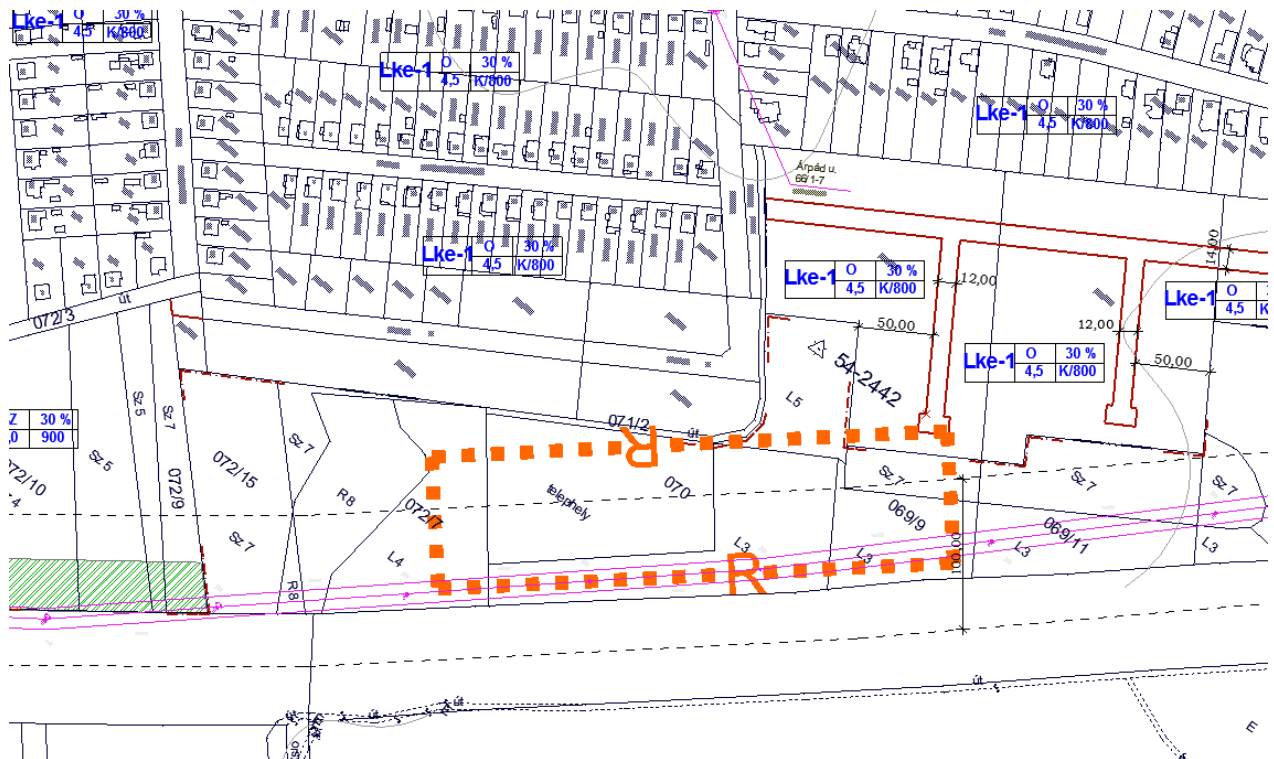 Lke-1 O 30 %
4,5 K/800
Lke-1 O 30 %
4,5 K/800
Lke-1 O 30 %
4,5 K/800
Árpád u.
66/1-7
Lke-1 O 30 %
4,5 K/800
Lke-1 O 30 %
4,5 K/800
14,00
Lke-1 O
4,5
12,00
50,00
12,00
Lke-1 O 30 %
4,5 K/800
50,00
072/3
út
54-2442
L5
Z 30 %
900
Sz 5
Sz 7
Sz 5
072/9
072/15
Sz 7
071/2
út
R
072/10
R 8
072/7
telephely
070
Sz 7
069/9
Sz 7
069/11
Sz 7
Sz 7
R 8
L4
L3
L3
L3
L3
R
100,00
út
út
út
út
E